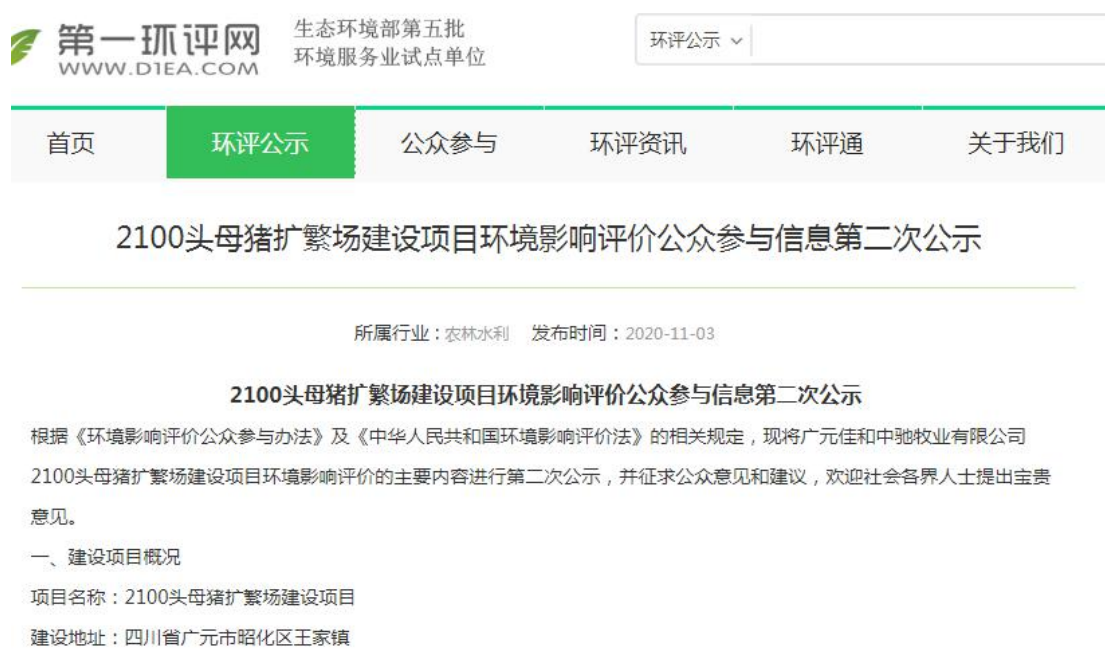 第一环评网
WWW.D1EA.COM
生态环境部第五批
环境服务业试点单位
环评公示
首页 环评公示 公众参与 环评资讯 环评通 关于我们
2100头母猪扩繁场建设项目环境影响评价公众参与信息第二次公示
所属行业：农林水利 发布时间：2020-11-03
2100头母猪扩繁场建设项目环境影响评价公众参与信息第二次公示
根据《环境影响评价公众参与办法》及《中华人民共和国环境影响评价法》的相关规定，现将广元佳和中驰牧业有限公司
2100头母猪扩繁场建设项目环境影响评价的主要内容进行第二次公示，并征求公众意见和建议，欢迎社会各界人士提出宝贵
意见。
一、建设项目概况
项目名称：2100头母猪扩繁场建设项目
建设地址：四川省广元市昭化区王家镇